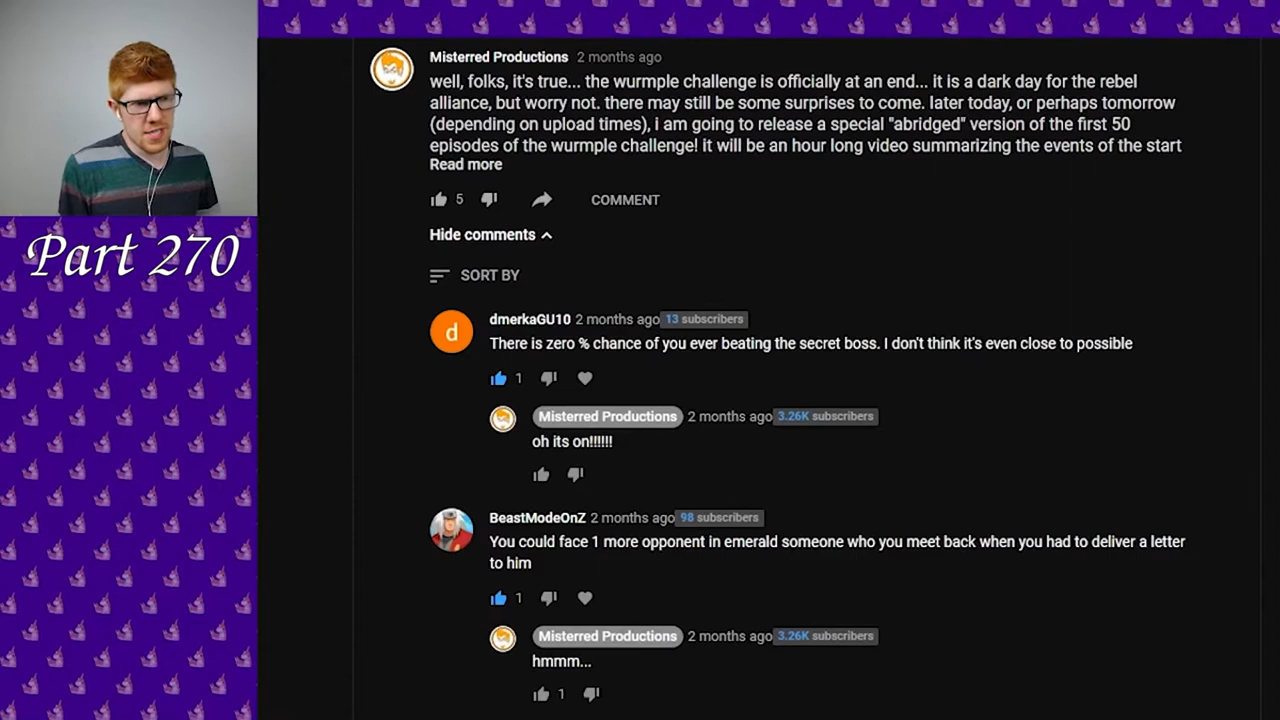 Misterred Productions 2 months ago
well, folks, it's true... the wurmple challenge is officially at an end... it is a dark day for the rebel
alliance, but worry not. there may still be some surprises to come. later today, or perhaps tomorrow
(depending on upload times), i am going to release a special "abridged" version of the first 50
episodes of the wurmple challenge! it will be an hour long video summarizing the events of the start
Read more
5 COMMENT
Hide comments
SORT BY
Part 270
d
dmerkaGU10 2 months ago 13 subscribers
There is zero % chance of you ever beating the secret boss. I don't think it's even close to possible
1
Misterred Productions 2 months ago 3.26K subscribers
oh its on!!!!!!
BeastModeOnZ 2 months ago 98 subscribers
You could face 1 more opponent in emerald someone who you meet back when you had to deliver a letter
to him
1
Misterred Productions 2 months ago 3.26K subscribers
hmmm...
1